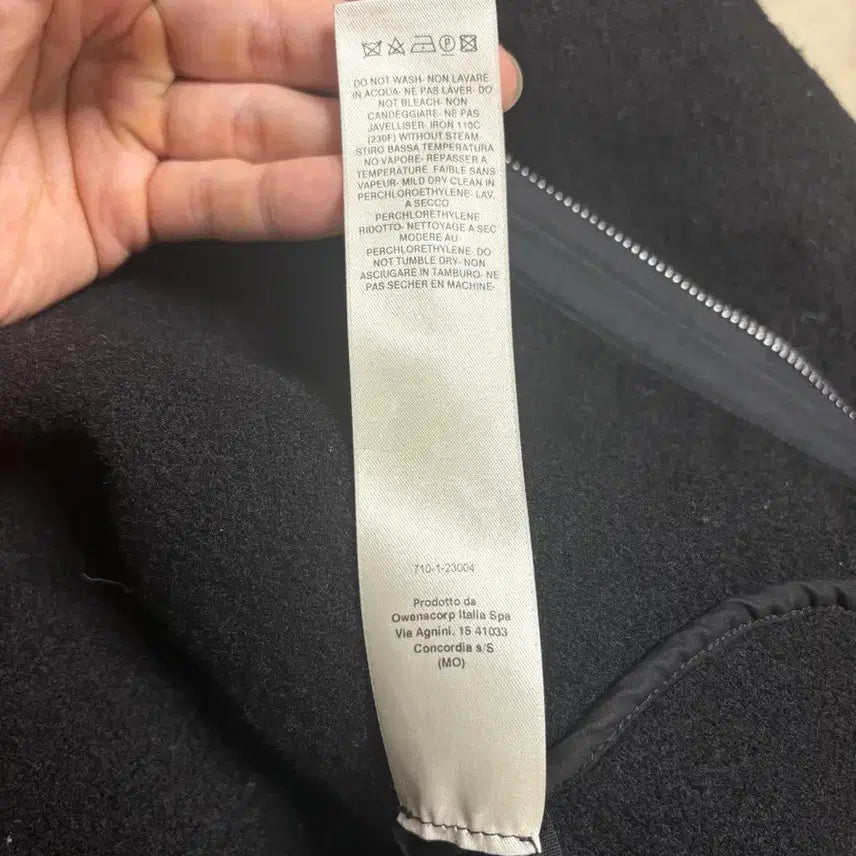 DO NOT WASH- NON LAVARE
IN ACQUA- NE PAS LAVER- DO
NOT BLEACH- NON
CANDEGGIARE- NE PAS
JAVELLISER- IRON 110C
(230F) WITHOUT STEAM-
STIRO BASSA TEMPERATURA
NO VAPORE- REPASSER A
TEMPERATURE. FAIBLE SANS
VAPEUR- MILD DRY CLEAN IN
PERCHLOROETHYLENE- LAV.
A SECCO
PERCHLORETHYLENE
RIDOTTO- NETTOYAGE A SEC
MODERE AU
PERCHLORETHYLENE- DO
NOT TUMBLE DRY- NON
ASCIUGARE IN TAMBURO- NE
PAS SECHER EN MACHINE-
710-1-23004
Prodotto da
Owenscorp Italia Spa
Via Agnini. 15 41033
Concordia s/S
(MO)